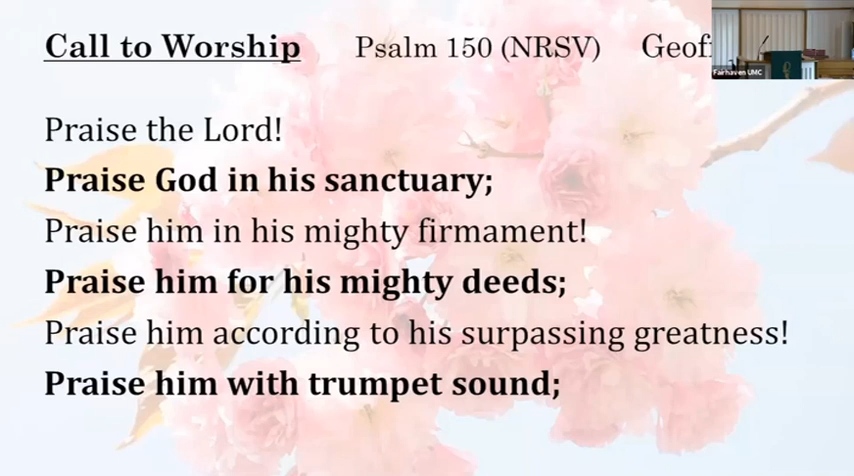 Call to Worship Psalm 150 (NRSV)
Fairhaven UMC
Praise the Lord!
Praise God in his sanctuary;
Praise him in his mighty firmament!
Praise him for his mighty deeds;
Praise him according to his surpassing greatness!
Praise him with trumpet sound;